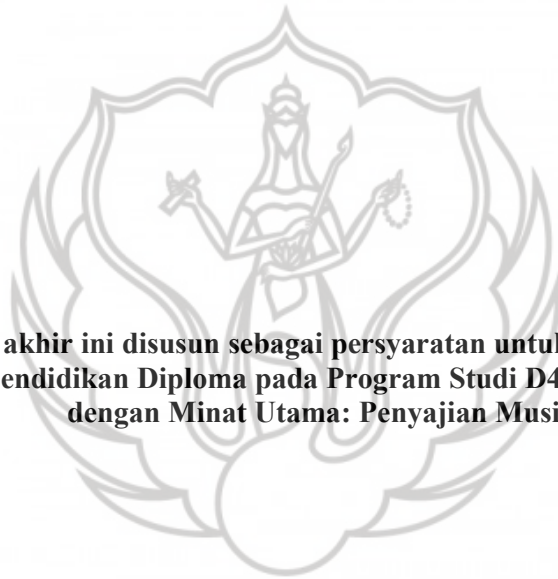 akhir ini disusun sebagai persyaratan untuk
endidikan Diploma pada Program Studi D4
dengan Minat Utama: Penyajian Musi